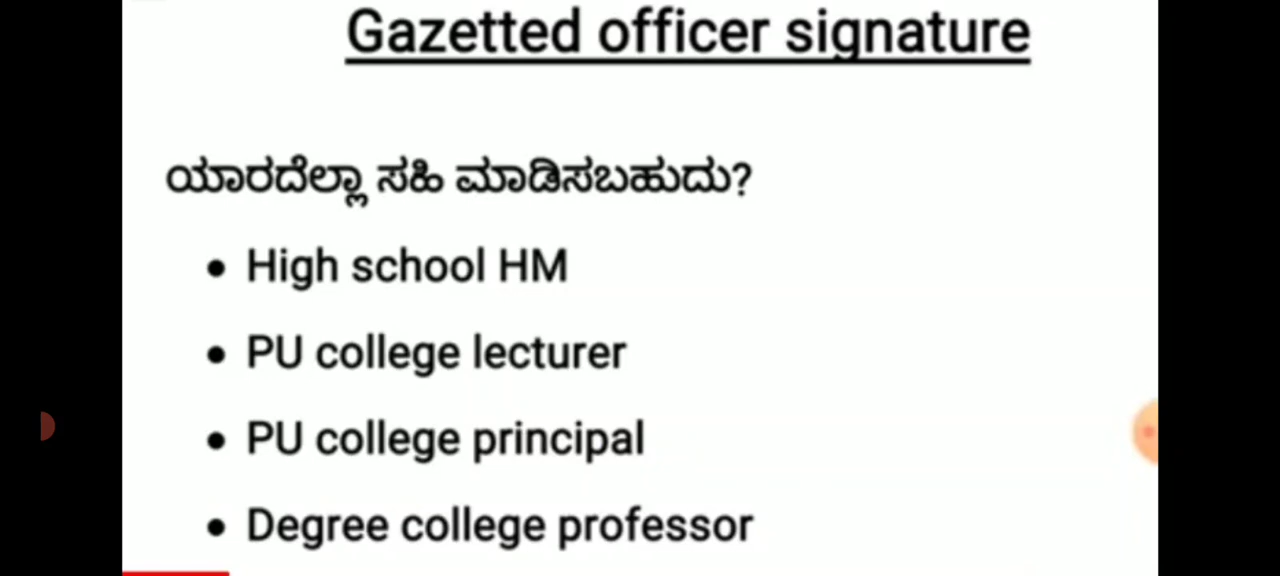 Gazetted officer signature
ಯಾರದೆಲ್ಲಾ ಸಹಿ ಮಾಡಿಸಬಹುದು?
• High school HM
• PU college lecturer
• PU college principal
• Degree college professor